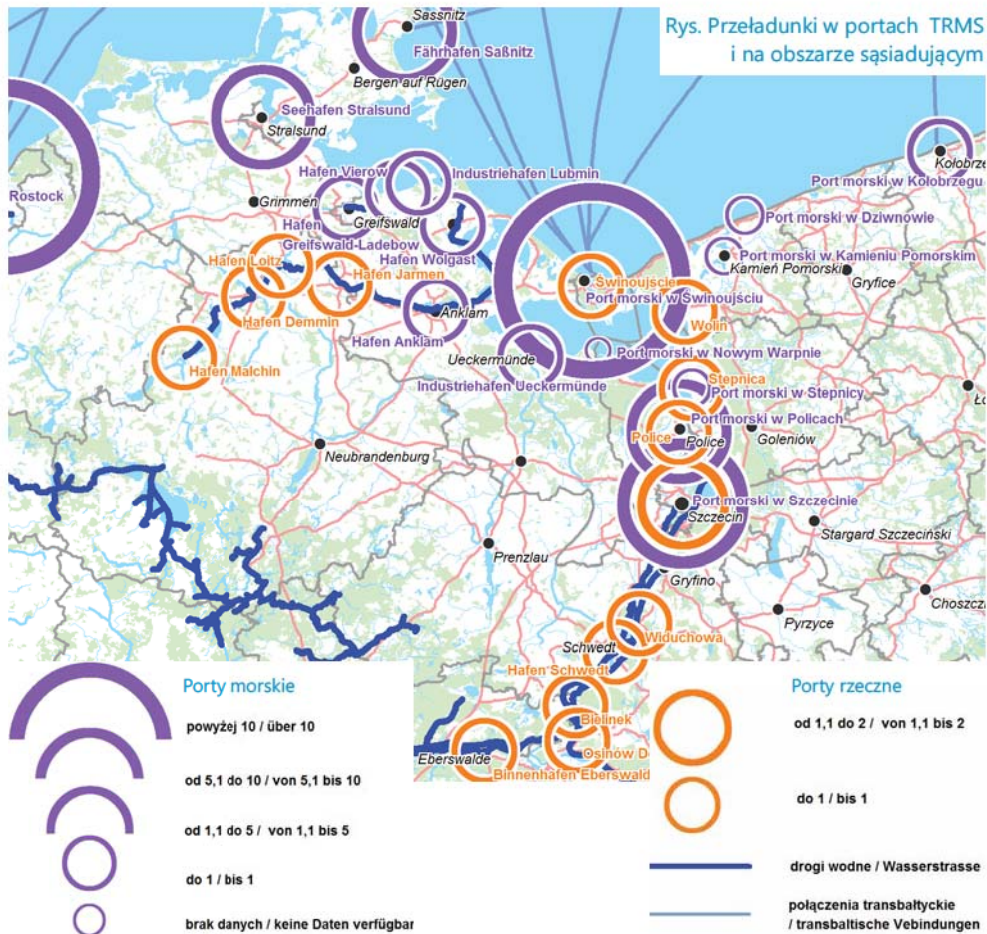 Rys. Przeładunki w portach TRMS
i na obszarze sąsiadującym
Sassnitz
Fährhafen Saßnitz
Bergen auf Rügen
Seehafen Stralsund
Stralsund
Kołobrzeg
Port morski w Kołobrzegu
Hafen Vierow
Industriehafen Lubmin
Rostock
Grimmen
Hafen
Greifswald-Ladebow
Greifswald
Hafen Wolgast
Port morski w Dziwnowie
Port morski w Kamieniu Pomorskim
Kamień Pomorski
Gryfice
Hafen Loitz
Hafen Jarmen
Świnoujście
Port morski w Świnoujściu
Hafen Demmin
Anklam
Hafen Anklam
Wolin
Ueckermünde
Port morski w Nowym Warpnie
Hafen Malchin
Industriehafen Ueckermünde
Stepnica
Port morski w Stepnicy
Port morski w Policach
Police
Police
Goleniów
Neubrandenburg
Port morski w Szczecinie
Szczecin
Stargard Szczeciński
Prenzlau
Gryfino
Choszcz
Pyrzyce
Widuchowa
Schwedt
Hafen Schwedt
Bielinek
Osinów D
Eberswalde
Binnenhafen Eberswald
Porty morskie
powyżej 10 / über 10
od 5,1 do 10 / von 5,1 bis 10
od 1,1 do 5 / von 1,1 bis 5
do 1 / bis 1
brak danych / keine Daten verfügbar
Porty rzeczne
od 1,1 do 2 / von 1,1 bis 2
do 1 / bis 1
drogi wodne / Wasserstrasse
połączenia transbałtyckie
/ transbaltische Vebindungen